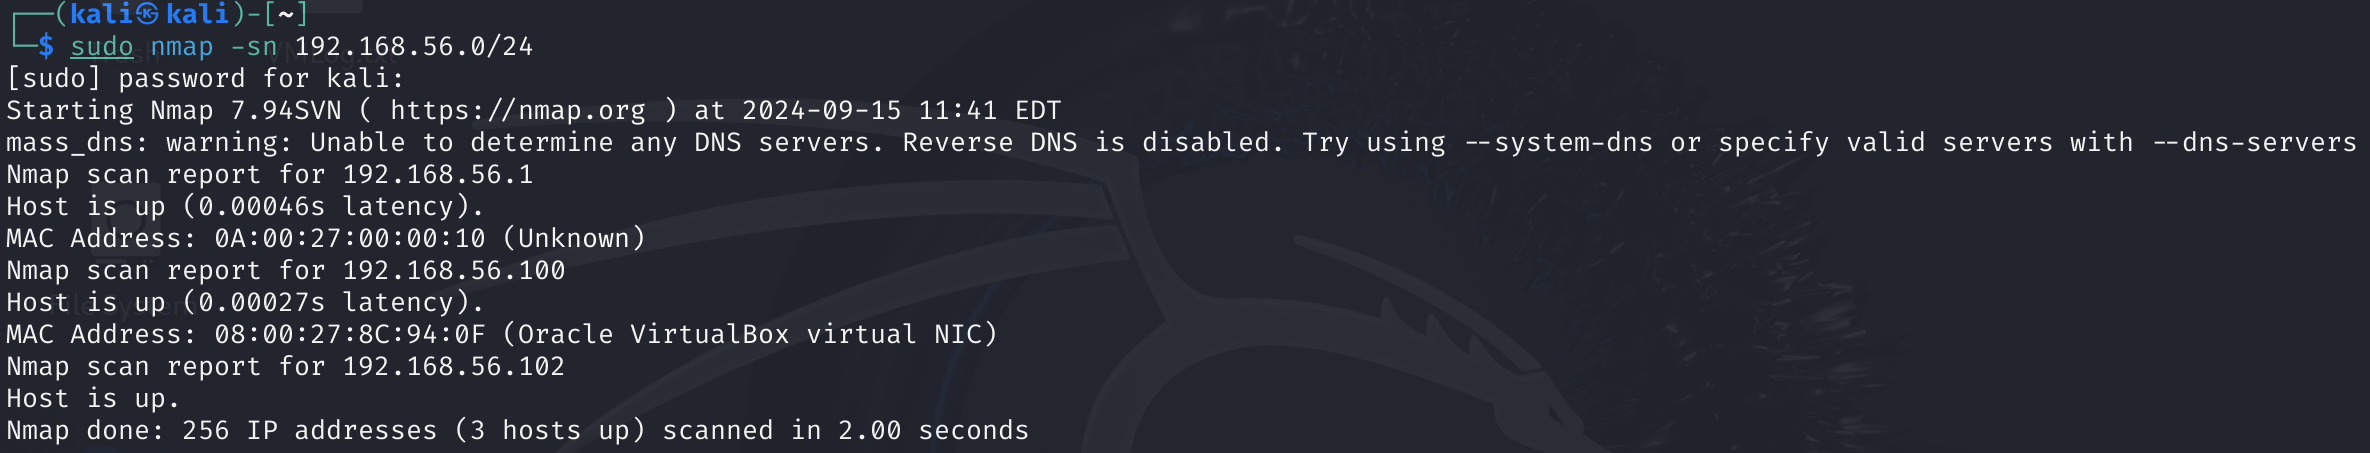 ┌──(kali㉿kali)-[~]
└─$ sudo nmap -sn 192.168.56.0/24
[sudo] password for kali:
Starting Nmap 7.94SVN ( https://nmap.org ) at 2024-09-15 11:41 EDT
mass_dns: warning: Unable to determine any DNS servers. Reverse DNS is disabled. Try using --system-dns or specify valid servers with --dns-servers
Nmap scan report for 192.168.56.1
Host is up (0.00046s latency).
MAC Address: 0A:00:27:00:00:10 (Unknown)
Nmap scan report for 192.168.56.100
Host is up (0.00027s latency).
MAC Address: 08:00:27:8C:94:0F (Oracle VirtualBox virtual NIC)
Nmap scan report for 192.168.56.102
Host is up.
Nmap done: 256 IP addresses (3 hosts up) scanned in 2.00 seconds